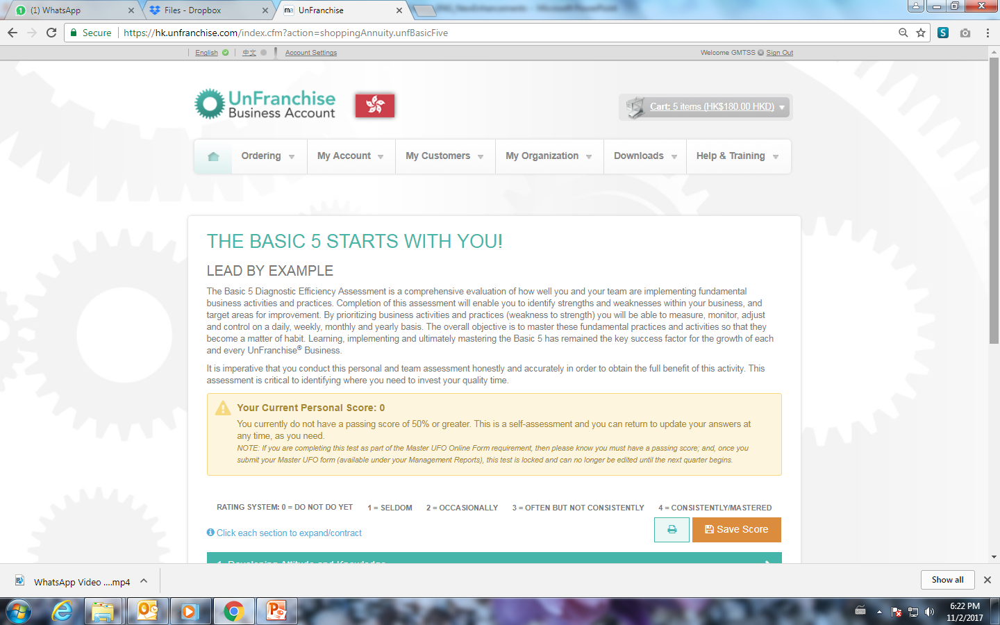 (1) WhatsApp
Files - Dropbox
UnFranchise
Secure
https://hk.unfranchise.com/index.cfm?action=shoppingAnnuity.unfBasicFive
English
中文
Account Settings
Welcome GMTSS
Sign Out
UnFranchise
Business Account
Cart: 5 items (HK$180.00 HKD)
Ordering
My Account
My Customers
My Organization
Downloads
Help & Training
THE BASIC 5 STARTS WITH YOU!
LEAD BY EXAMPLE
The Basic 5 Diagnostic Efficiency Assessment is a comprehensive evaluation of how well you and your team are implementing fundamental
business activities and practices. Completion of this assessment will enable you to identify strengths and weaknesses within your business, and
target areas for improvement. By prioritizing business activities and practices (weakness to strength) you will be able to measure, monitor, adjust
and control on a daily, weekly, monthly and yearly basis. The overall objective is to master these fundamental practices and activities so that they
become a matter of habit. Learning, implementing and ultimately mastering the Basic 5 has remained the key success factor for the growth of each
and every UnFranchise® Business.
It is imperative that you conduct this personal and team assessment honestly and accurately in order to obtain the full benefit of this activity. This
assessment is critical to identifying where you need to invest your quality time.
Your Current Personal Score: 0
You currently do not have a passing score of 50% or greater. This is a self-assessment and you can return to update your answers at
any time, as you need.
NOTE: If you are completing this test as part of the Master UFO Online Form requirement, then please know you must have a passing score; and, once you
submit your Master UFO form (available under your Management Reports), this test is locked and can no longer be edited until the next quarter begins.
RATING SYSTEM: 0 = DO NOT DO YET 1 = SELDOM 2 = OCCASIONALLY 3 = OFTEN BUT NOT CONSISTENTLY 4 = CONSISTENTLY/MASTERED
Click each section to expand/contract
Save Score
1. Developing Attitude and Knowledge
WhatsApp Video ....mp4
Show all
6:22 PM
11/2/2017